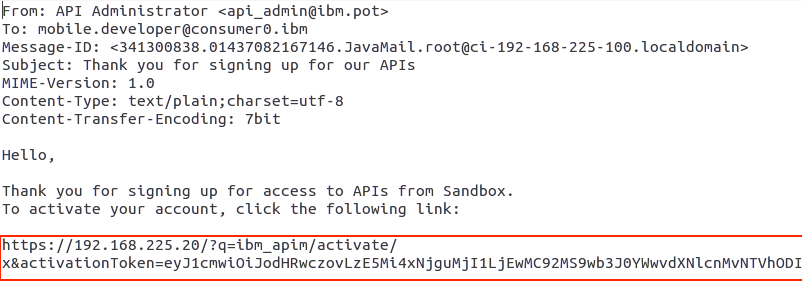 From: API Administrator <api_admin@ibm.pot>
To: mobile.developer@consumer0.ibm
Message-ID: <341300838.01437082167146.JavaMail.root@ci-192-168-225-100.localdomain>
Subject: Thank you for signing up for our APIs
MIME-Version: 1.0
Content-Type: text/plain;charset=utf-8
Content-Transfer-Encoding: 7bit
Hello,
Thank you for signing up for access to APIs from Sandbox.
To activate your account, click the following link:
https://192.168.225.20/?q=ibm_apim/activate/
x&activationToken=eyJ1cmwiOiJodHRwczovLzE5Mi4xNjguMjI1LjEwMC92MS9wb3J0YWwvdXNlcnMvNTVhODI